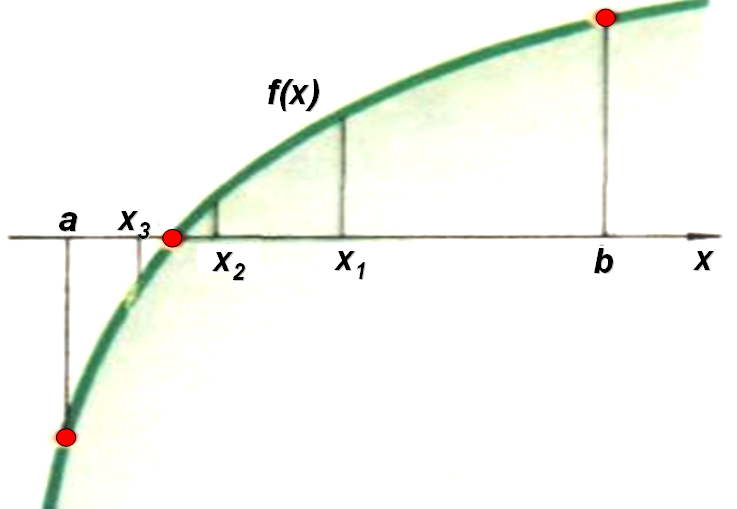 f(x)
a x₃
x₂ x₁ b x